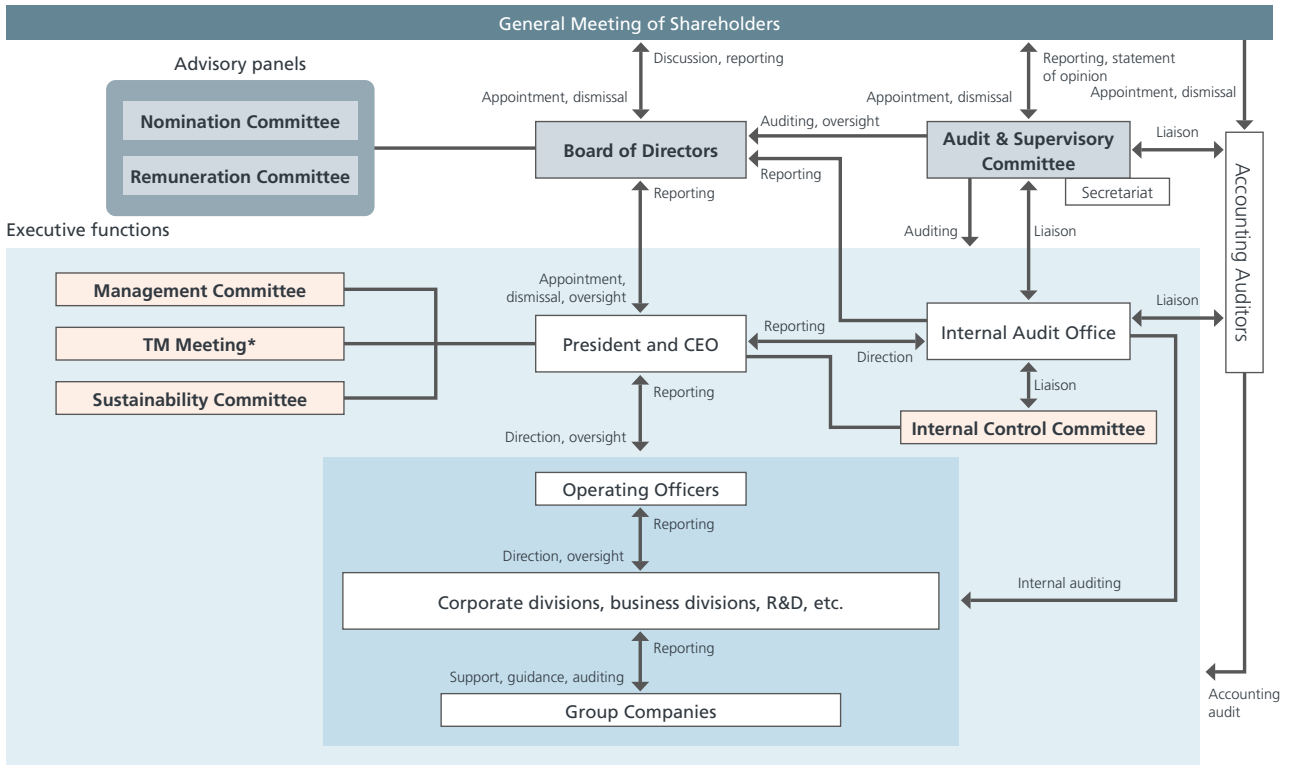 General Meeting of Shareholders
Advisory panels
Nomination Committee
Remuneration Committee
Discussion, reporting
Appointment, dismissal
Board of Directors
Reporting, statement
of opinion
Appointment, dismissal
Appointment, dismissal
Auditing, oversight
Reporting
Audit & Supervisory
Committee
Secretariat
Liaison
Accounting Auditors
Reporting
Auditing
Liaison
Executive functions
Management Committee
TM Meeting*
Sustainability Committee
Appointment,
dismissal, oversight
President and CEO
Reporting
Direction
Internal Audit Office
Liaison
Liaison
Internal Control Committee
Reporting
Direction, oversight
Operating Officers
Reporting
Direction, oversight
Corporate divisions, business divisions, R&D, etc.
Internal auditing
Reporting
Support, guidance, auditing
Group Companies
Accounting
audit